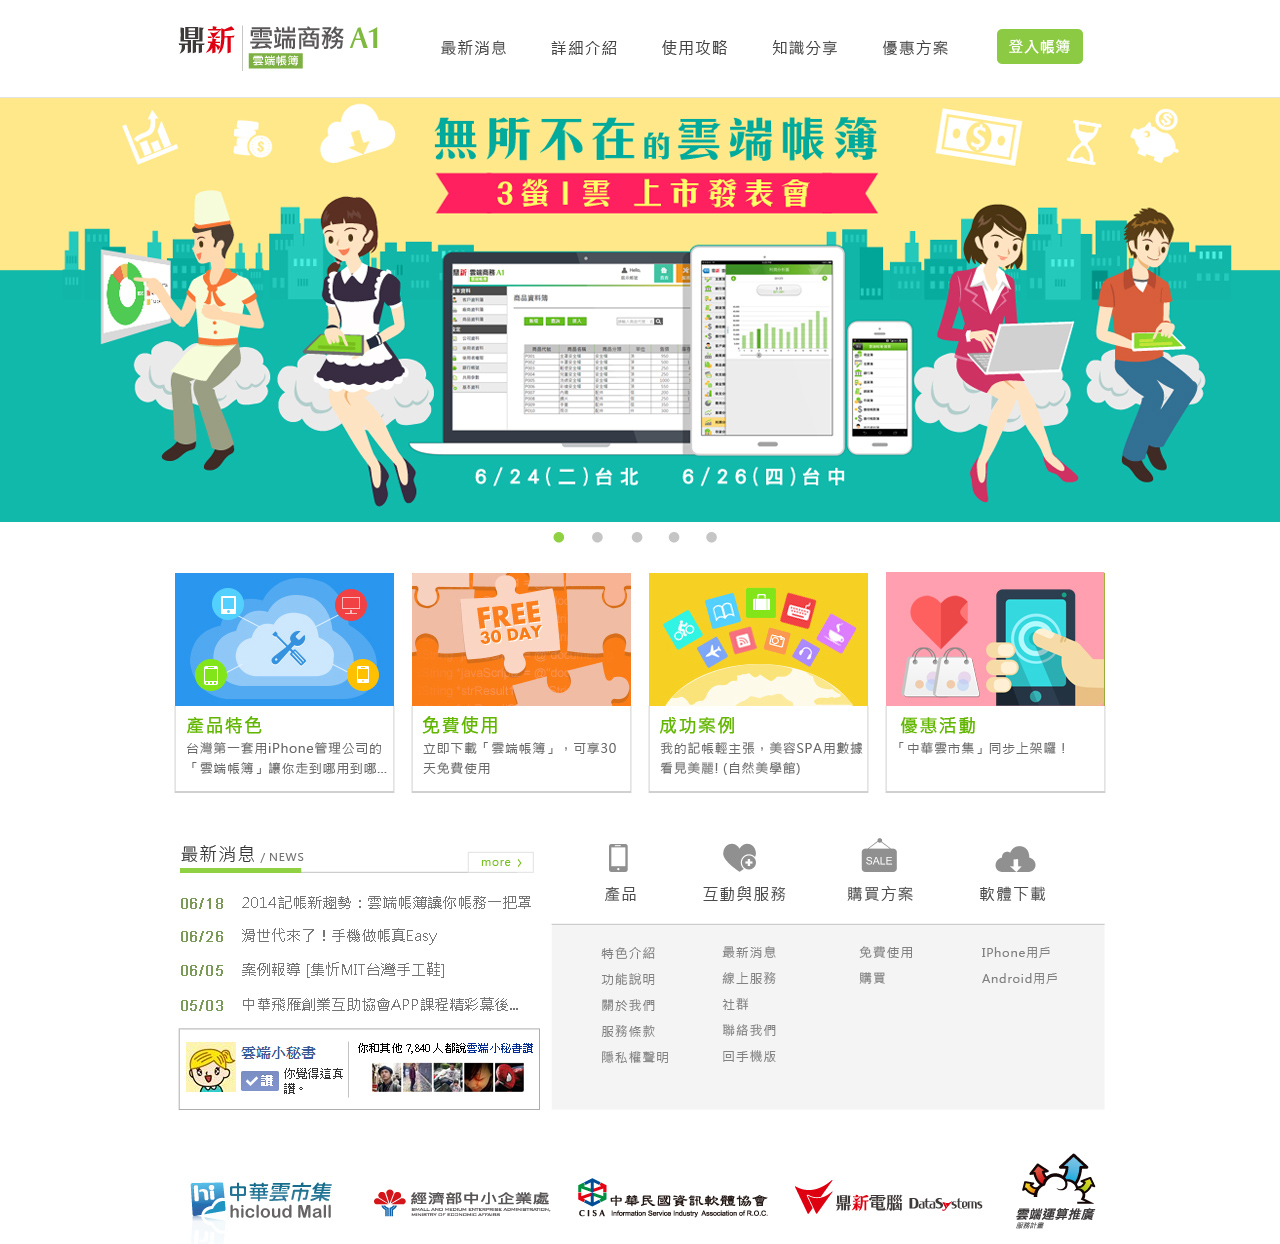 鼎新 雲端商務 A1
雲端帳簿
最新消息 詳細介紹 使用攻略 知識分享 優惠方案 登入帳簿
無所不在的雲端帳簿
3螢1雲 上市發表會
鼎新 雲端商務 A1
雲端帳簿
商品資料簿
6/24(二)台北 6/26(四)台中
FREE
30 DAY
產品特色
台灣第一套用iPhone管理公司的
「雲端帳簿」讓你走到哪用到哪...
免費使用
立即下載「雲端帳簿」，可享30
天免費使用
成功案例
我的記帳輕主張，美容SPA用數據
看見美麗! (自然美學館)
優惠活動
「中華雲市集」同步上架囉！
最新消息 / NEWS
more >
06/18 2014記帳新趨勢：雲端帳簿讓你帳務一把罩
06/26 滑世代來了！手機做帳真Easy
06/05 案例報導 [集忻MIT台灣手工鞋]
05/03 中華飛雁創業互助協會APP課程精彩幕後...
雲端小秘書
讚 你覺得這真
讚。
你和其他 7,840 人都說雲端小秘書讚
SALE
產品 互動與服務 購買方案 軟體下載
特色介紹 最新消息 免費使用 IPhone用戶
功能說明 線上服務 購買 Android用戶
關於我們 社群
服務條款 聯絡我們
隱私權聲明 回手機版
hi 中華雲市集
hicloud Mall
經濟部中小企業處
SMALL AND MEDIUM ENTERPRISE ADMINISTRATION,
MINISTRY OF ECONOMIC AFFAIRS
CISA 中華民國資訊軟體協會
Information Service Industry Association of R.O.C.
鼎新電腦 DataSystems
雲端運算推廣
服務計畫